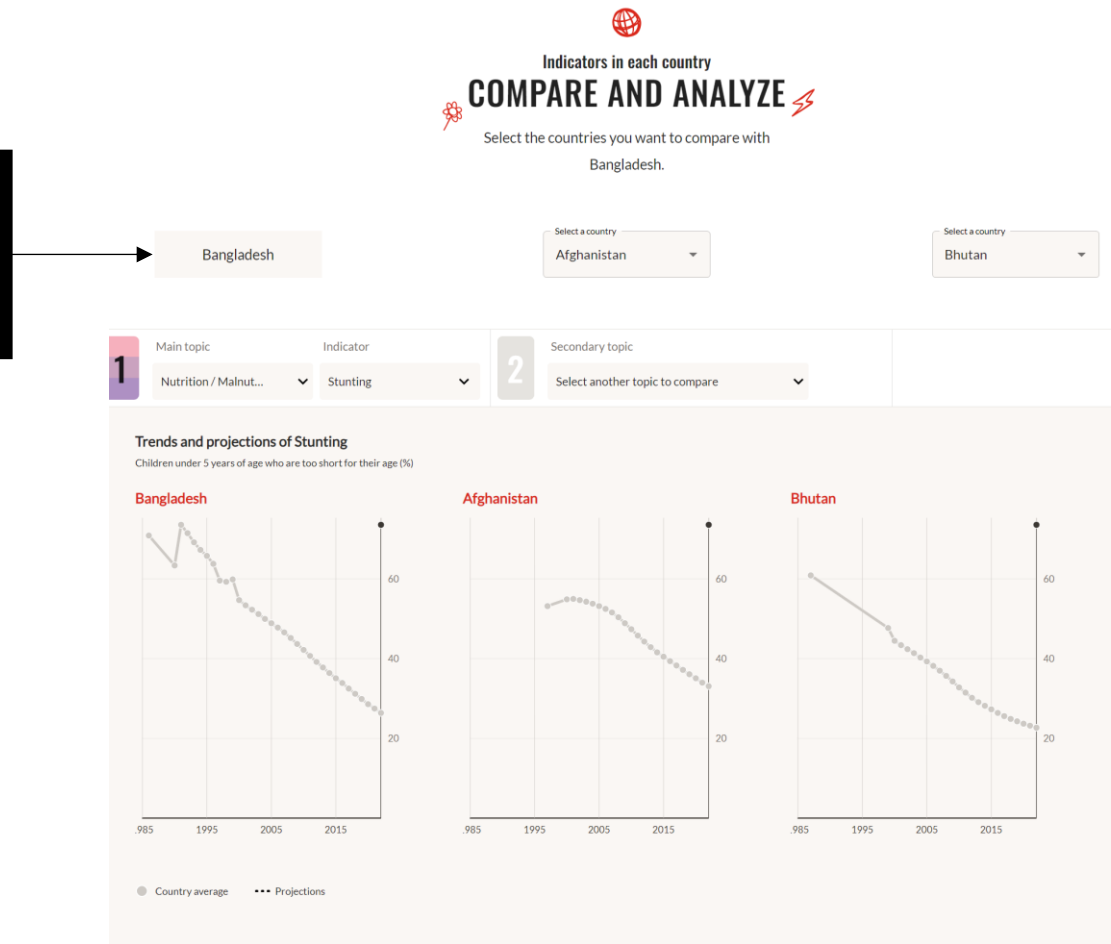 Indicators in each country
COMPARE AND ANALYZE
Select the countries you want to compare with
Bangladesh.
Bangladesh
Select a country
Afghanistan
Select a country
Bhutan
1
Main topic
Nutrition / Malnut...
Indicator
Stunting
2
Secondary topic
Select another topic to compare
Trends and projections of Stunting
Children under 5 years of age who are too short for their age (%)
Bangladesh
60
40
20
.985 1995 2005 2015
Afghanistan
60
40
20
.985 1995 2005 2015
Bhutan
60
40
20
.985 1995 2005 2015
Country average
Projections